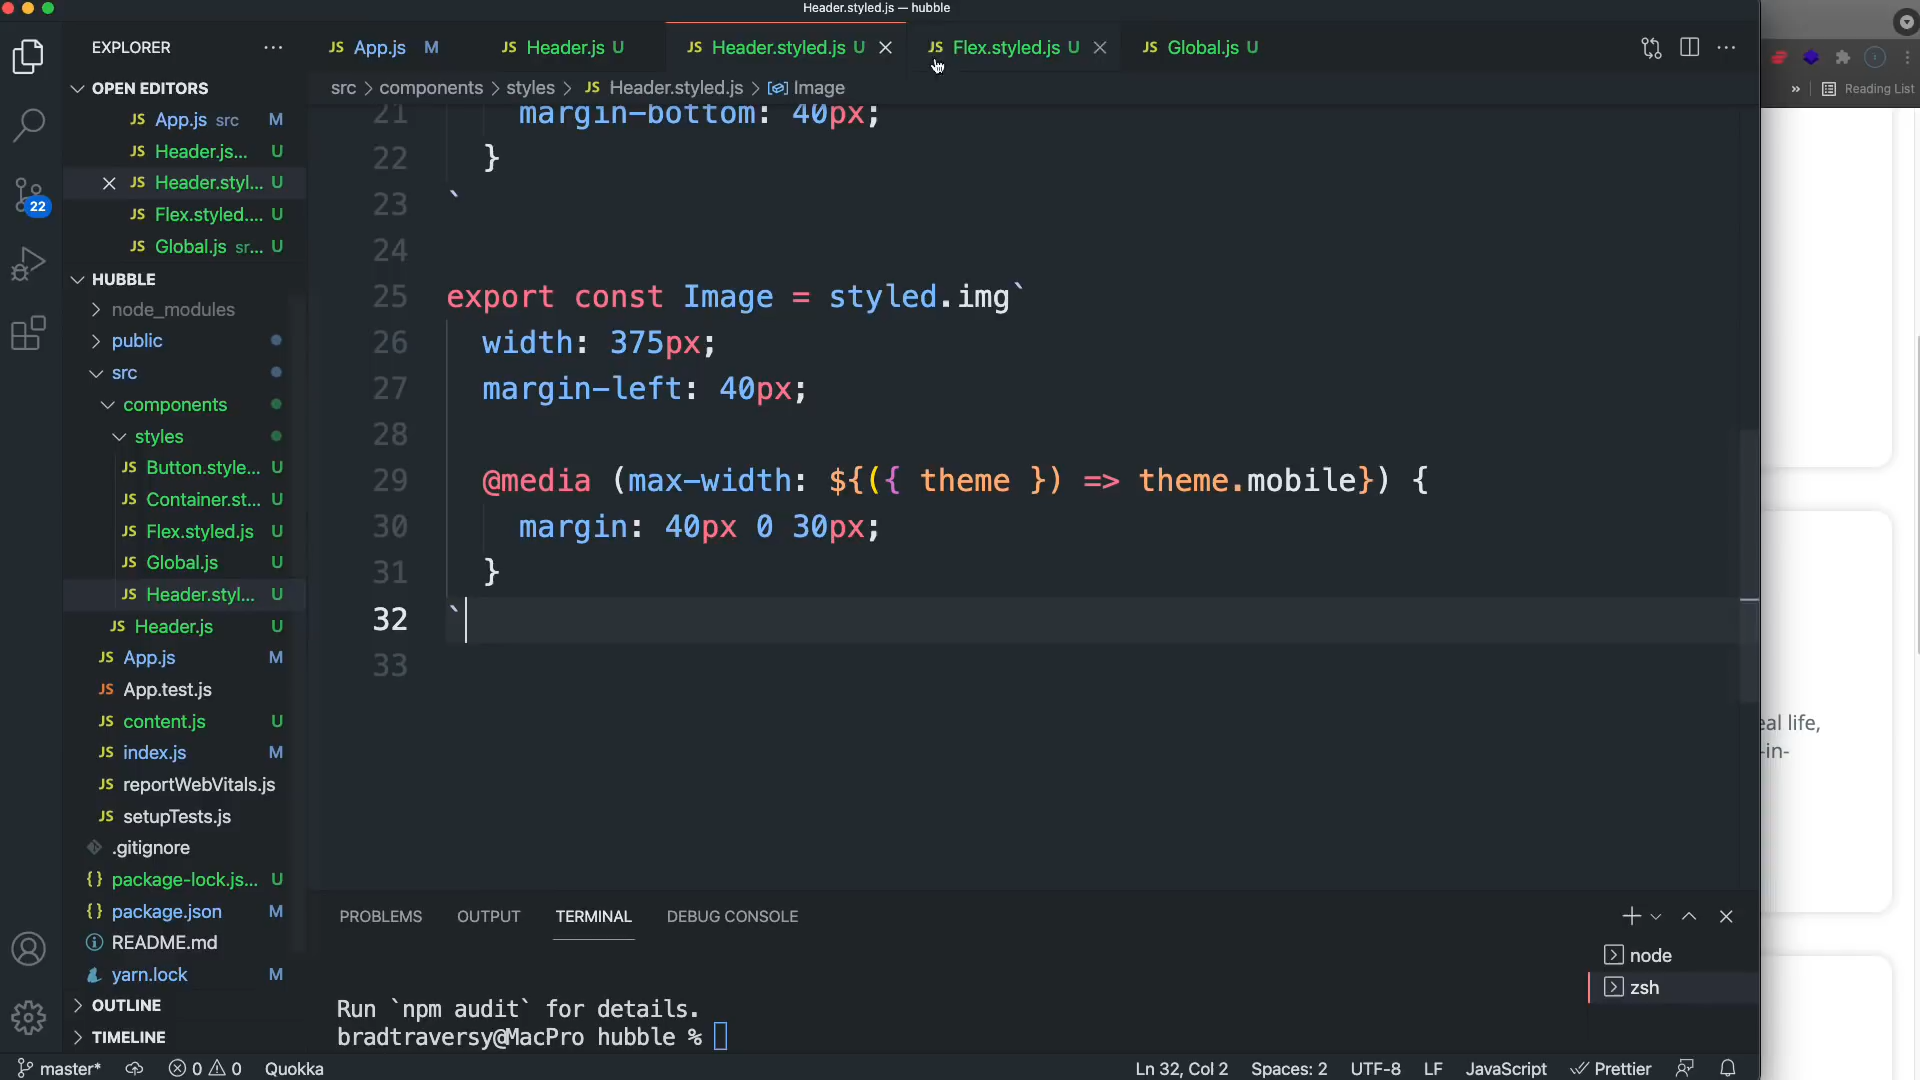 Header.styled.js — hubble
EXPLORER
JS App.js M
JS Header.js U
JS Header.styled.js U
JS Flex.styled.js U
JS Global.js U
src > components > styles > JS Header.styled.js > Image
Reading List
OPEN EDITORS
JS App.js src M
JS Header.js... U
JS Header.styl... U
JS Flex.styled.... U
JS Global.js sr... U
HUBBLE
node_modules
public
src
components
styles
JS Button.style... U
JS Container.st... U
JS Flex.styled.js U
JS Global.js U
JS Header.styl... U
JS Header.js U
JS App.js M
JS App.test.js
JS content.js U
JS index.js M
JS reportWebVitals.js
JS setupTests.js
.gitignore
{} package-lock.js... U
{} package.json M
README.md
yarn.lock M
OUTLINE
TIMELINE
22
21 margin-bottom: 40px;
22 }
23 `
24
25 export const Image = styled.img`
26 width: 375px;
27 margin-left: 40px;
28
29 @media (max-width: ${({ theme }) => theme.mobile}) {
30 margin: 40px 0 30px;
31 }
32 `
33
eal life,
-in-
PROBLEMS OUTPUT TERMINAL DEBUG CONSOLE
node
zsh
Run `npm audit` for details.
bradtraversy@MacPro hubble %
master* 0 0 Quokka
Ln 32, Col 2 Spaces: 2 UTF-8 LF JavaScript Prettier